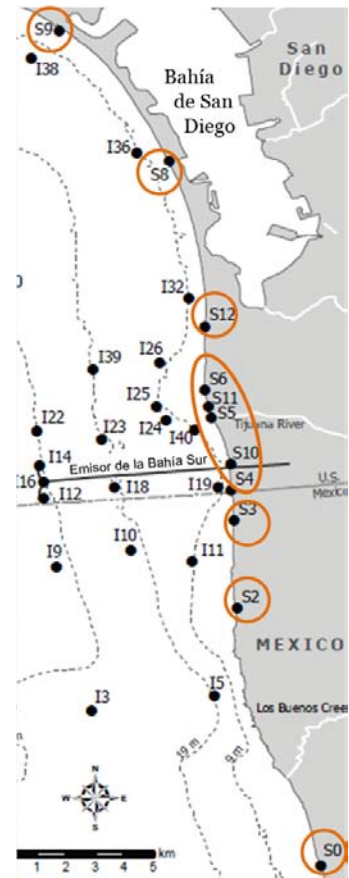 S9
San
Diego
I38
Bahía
de San
Diego
I36
S8
I32
S12
I26
S6
I39
S11
I25
S5
I24
Tijuana River
I22
I23
I40
Emisor de la Bahía Sur
S10
I14
U.S.
I16
I18
I19
S4
Mexico
I12
S3
I10
I11
I9
S2
MEXICO
I5
I3
Los Buenos Cree
19 m
9 m
N
W
E
S
S0
km
1 2 3 4 5